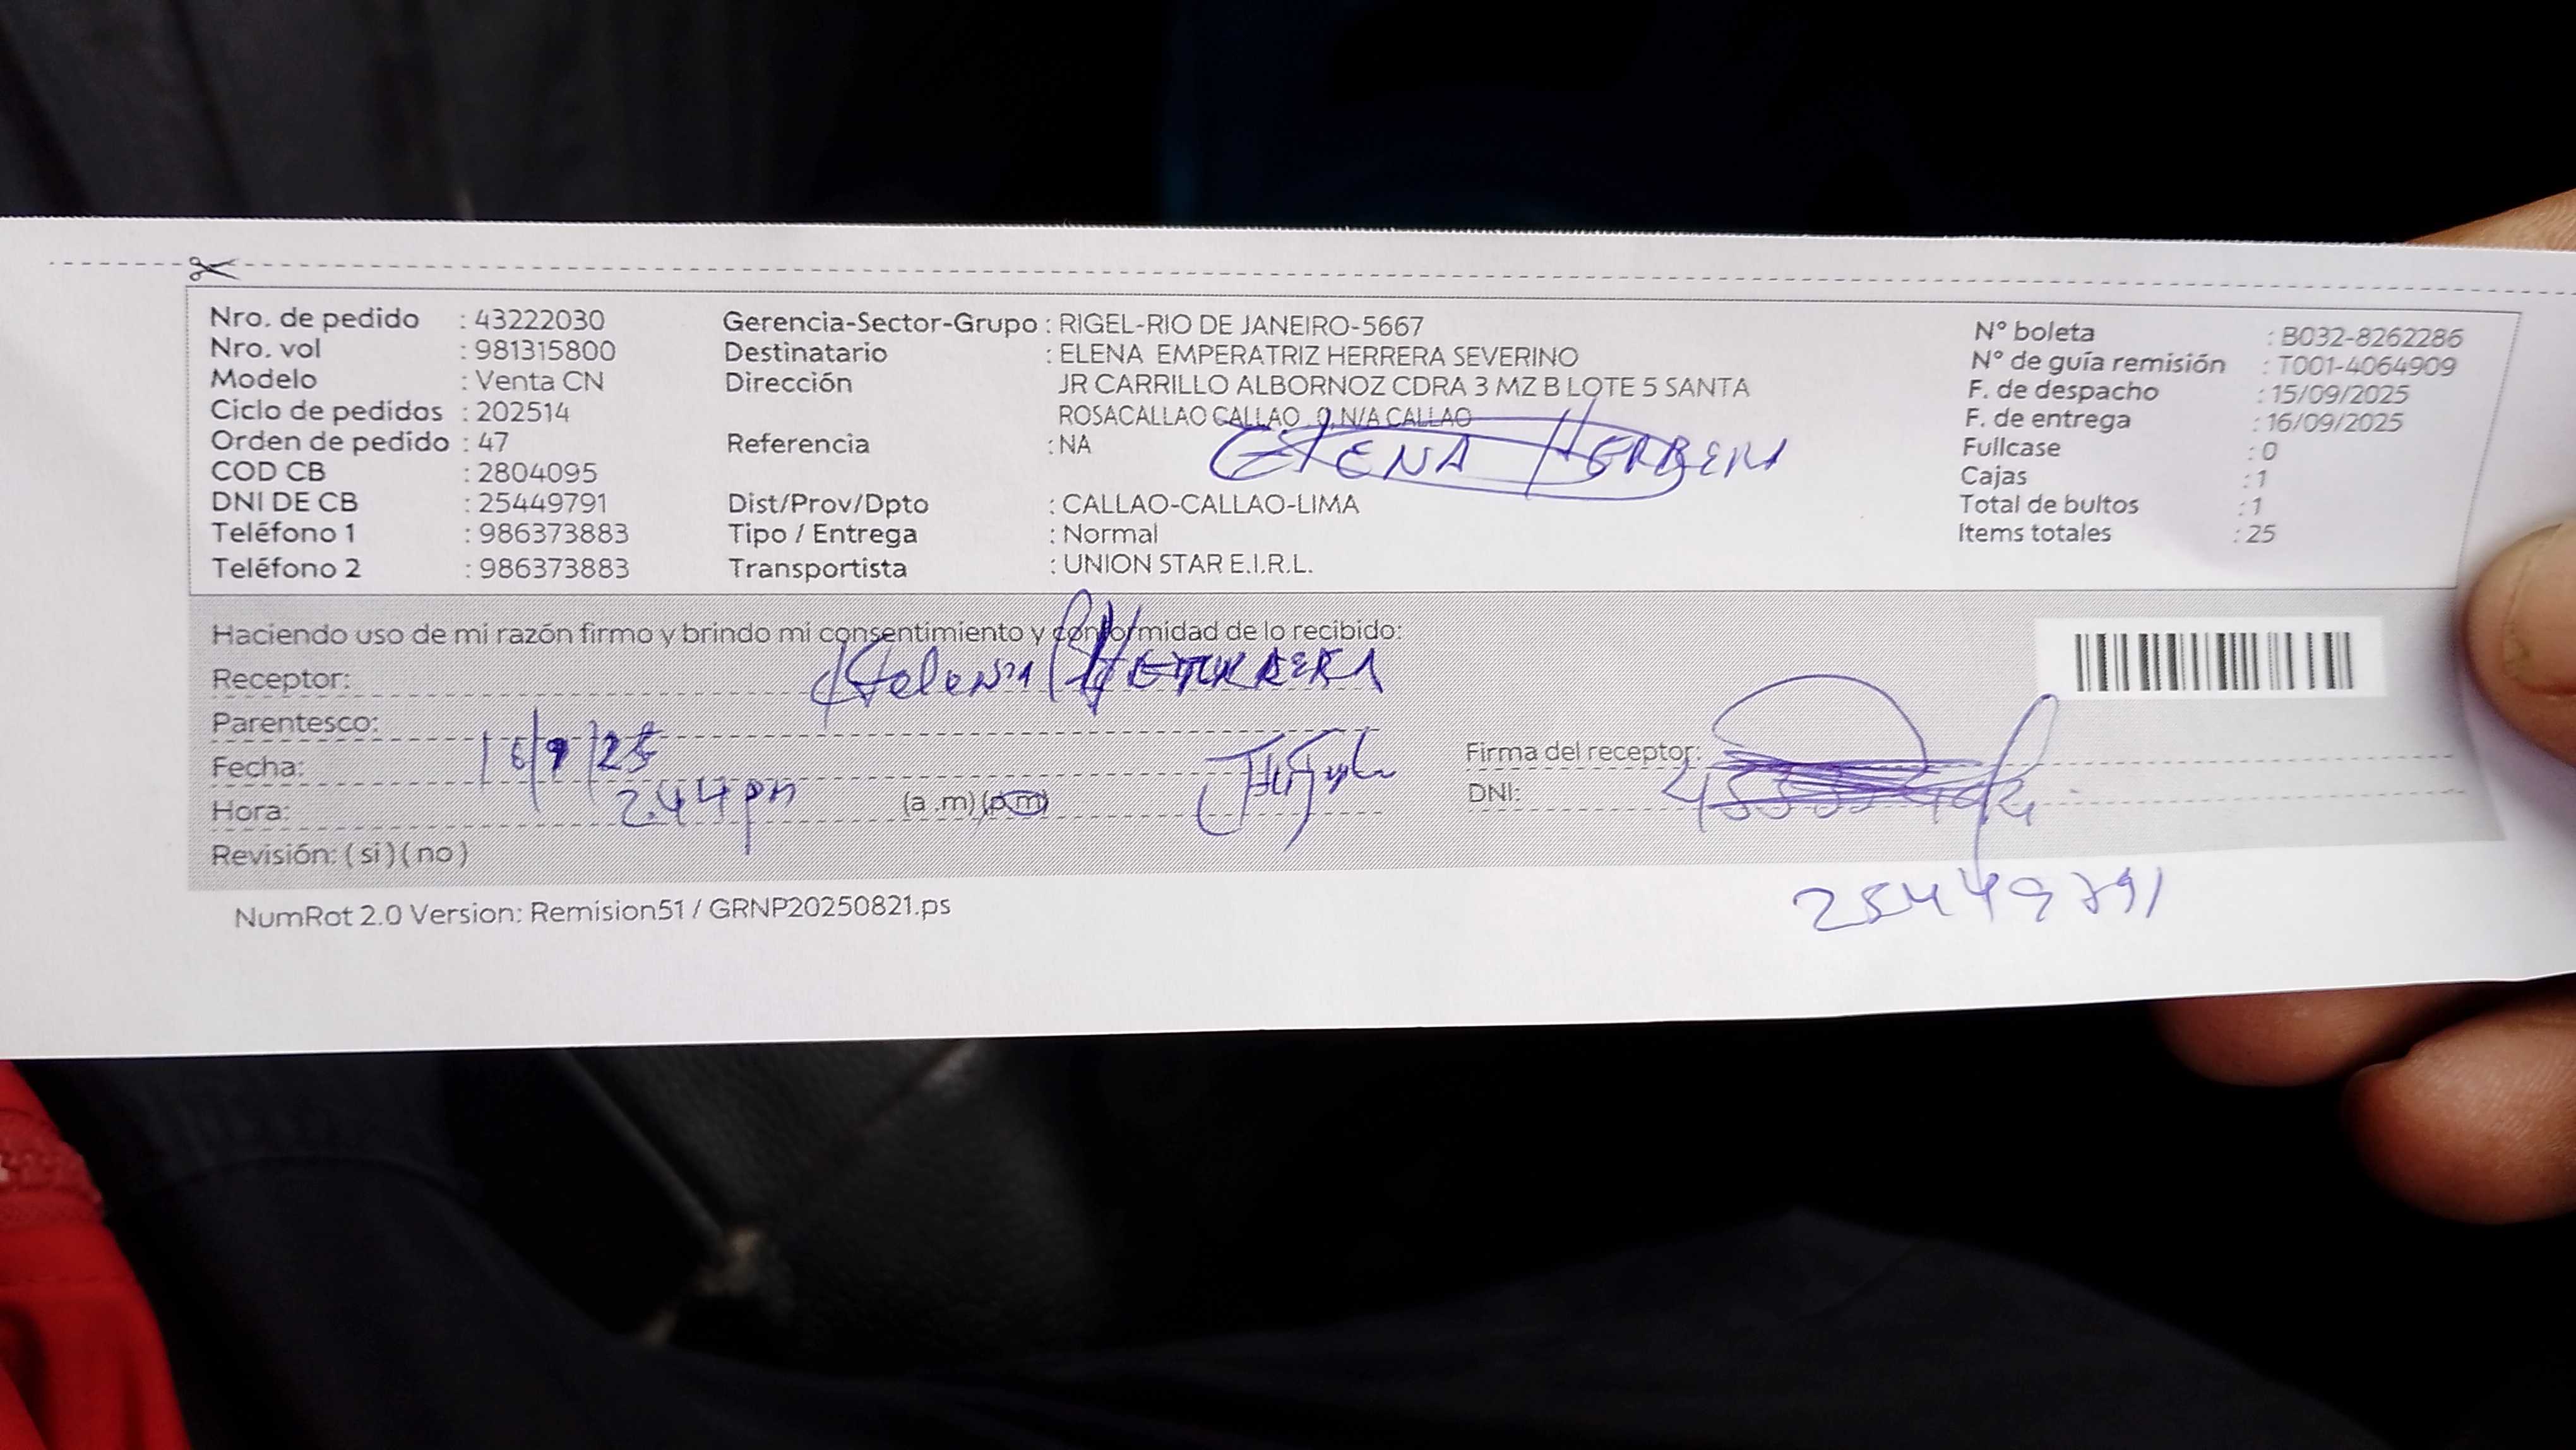 Nro. de pedido : 43222030
Nro. vol : 981315800
Modelo : Venta CN
Ciclo de pedidos : 202514
Orden de pedido : 47
COD CB : 2804095
DNI DE CB : 25449791
Teléfono 1 : 986373883
Teléfono 2 : 986373883
Gerencia-Sector-Grupo : RIGEL-RIO DE JANEIRO-5667
Destinatario : ELENA EMPERATRIZ HERRERA SEVERINO
Dirección JR CARRILLO ALBORNOZ CDRA 3 MZ B LOTE 5 SANTA
ROSACALLAO CALLAO , 0, N/A CALLAO
Referencia : NA
ELENA HERRERA
Dist/Prov/Dpto : CALLAO-CALLAO-LIMA
Tipo / Entrega : Normal
Transportista : UNION STAR E.I.R.L.
N° boleta : B032-8262286
N° de guía remisión : T001-4064909
F. de despacho : 15/09/2025
F. de entrega : 16/09/2025
Fullcase : 0
Cajas : 1
Total de bultos : 1
Items totales : 25
Haciendo uso de mi razón firmo y brindo mi consentimiento y conformidad de lo recibido:
Receptor: HERRERA
Parentesco:
Fecha: 16/9/25
Hora: 2.44 pm (a .m) (p.m)
Revisión: ( si ) ( no )
Firma del receptor:
DNI:
25449791
NumRot 2.0 Version: Remision51 / GRNP20250821.ps